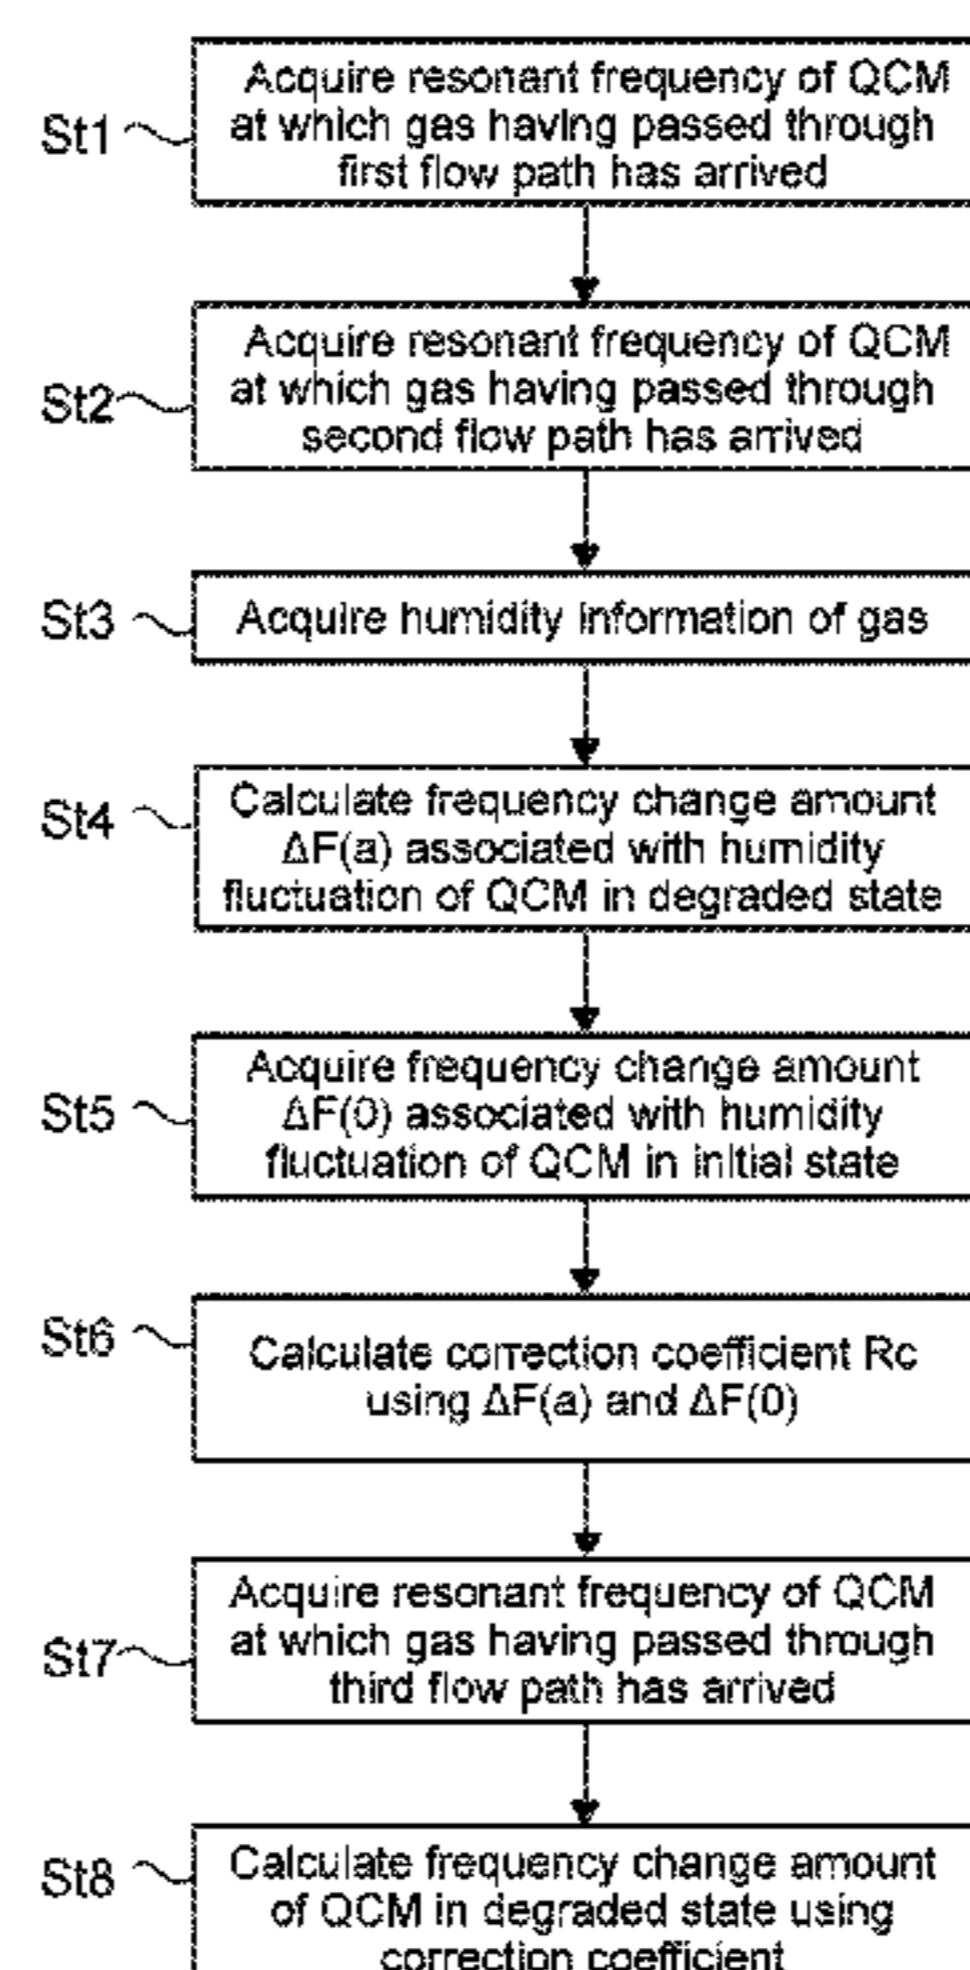 St1
Acquire resonant frequency of QCM
at which gas having passed through
first flow path has arrived
St2
Acquire resonant frequency of QCM
at which gas having passed through
second flow path has arrived
St3
Acquire humidity information of gas
St4
Calculate frequency change amount
ΔF(a) associated with humidity
fluctuation of QCM in degraded state
St5
Acquire frequency change amount
ΔF(0) associated with humidity
fluctuation of QCM in initial state
St6
Calculate correction coefficient Rc
using ΔF(a) and ΔF(0)
St7
Acquire resonant frequency of QCM
at which gas having passed through
third flow path has arrived
St8
Calculate frequency change amount
of QCM in degraded state using
correction coefficient